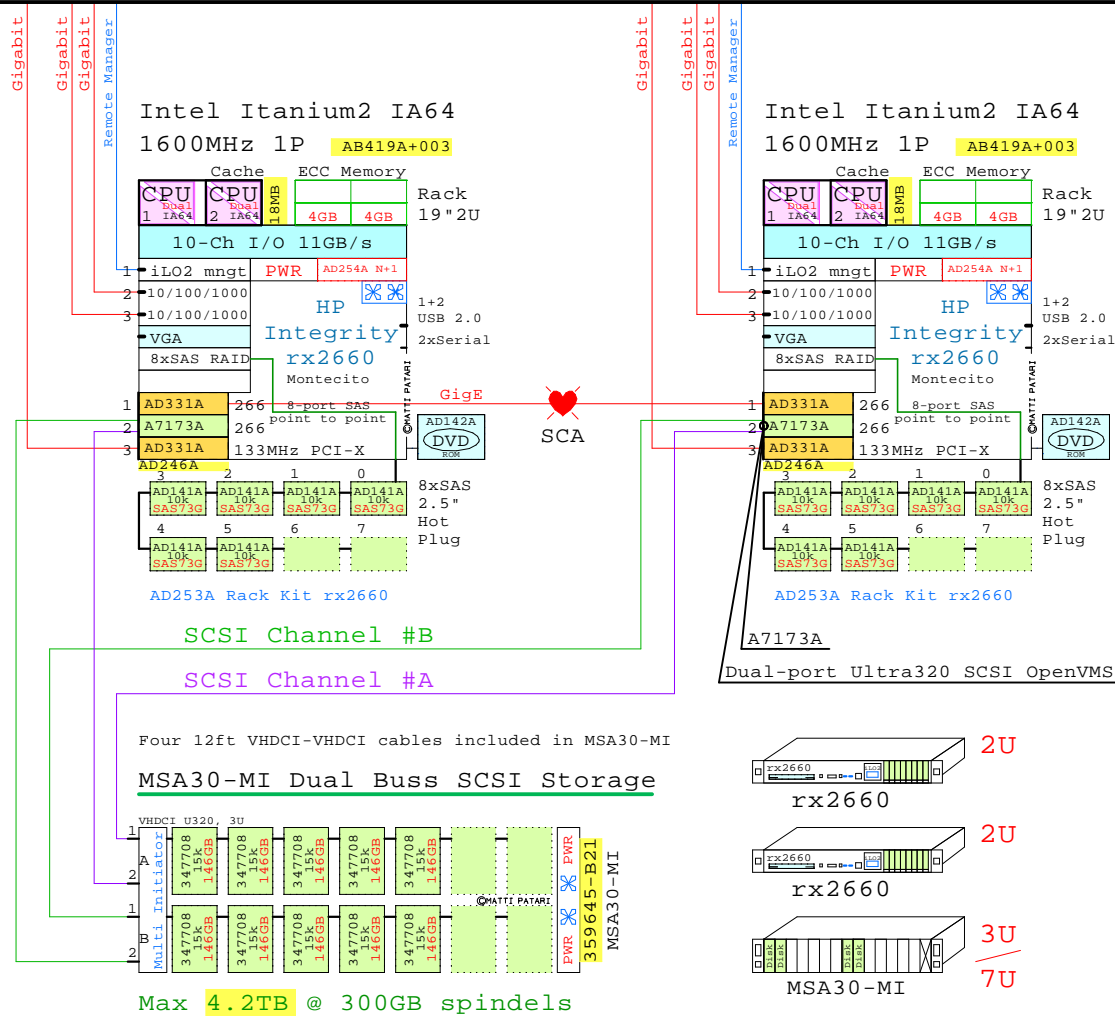 Gigabit
Gigabit
Gigabit
Remote Manager
Intel Itanium2 IA64
1600MHz 1P AB419A+003
Cache ECC Memory
CPU Dual 1 IA64
CPU Dual 2 IA64
18MB
4GB 4GB
Rack
19"2U
10-Ch I/O 11GB/s
1 iLO2 mngt PWR AD254A N+1
2 10/100/1000
3 10/100/1000
HP
Integrity
rx2660
Montecito
1+2
USB 2.0
2xSerial
VGA
8xSAS RAID
©MATTI PATARI
1 AD331A 266 8-port SAS
2 A7173A 266 point to point
3 AD331A 133MHz PCI-X
AD246A
AD142A
DVD
ROM
3 2 1 0
AD141A 10k SAS73G
AD141A 10k SAS73G
AD141A 10k SAS73G
AD141A 10k SAS73G
4 5 6 7
AD141A 10k SAS73G
AD141A 10k SAS73G
8xSAS
2.5"
Hot
Plug
AD253A Rack Kit rx2660
GigE
SCA
Gigabit
Gigabit
Gigabit
Remote Manager
Intel Itanium2 IA64
1600MHz 1P AB419A+003
Cache ECC Memory
CPU Dual 1 IA64
CPU Dual 2 IA64
18MB
4GB 4GB
Rack
19"2U
10-Ch I/O 11GB/s
1 iLO2 mngt PWR AD254A N+1
2 10/100/1000
3 10/100/1000
HP
Integrity
rx2660
Montecito
1+2
USB 2.0
2xSerial
VGA
8xSAS RAID
©MATTI PATARI
1 AD331A 266 8-port SAS
2 A7173A 266 point to point
3 AD331A 133MHz PCI-X
AD246A
AD142A
DVD
ROM
3 2 1 0
AD141A 10k SAS73G
AD141A 10k SAS73G
AD141A 10k SAS73G
AD141A 10k SAS73G
4 5 6 7
AD141A 10k SAS73G
AD141A 10k SAS73G
8xSAS
2.5"
Hot
Plug
AD253A Rack Kit rx2660
SCSI Channel #B
SCSI Channel #A
A7173A
Dual-port Ultra320 SCSI OpenVMS
Four 12ft VHDCI-VHDCI cables included in MSA30-MI
MSA30-MI Dual Buss SCSI Storage
VHDCI U320, 3U
1
A
2
1
B
2
Multi Initiator
347708 15k 146GB
347708 15k 146GB
347708 15k 146GB
347708 15k 146GB
347708 15k 146GB
©MATTI PATARI
347708 15k 146GB
347708 15k 146GB
347708 15k 146GB
347708 15k 146GB
347708 15k 146GB
PWR
PWR
359645-B21
MSA30-MI
Max 4.2TB @ 300GB spindels
rx2660 iLO2
2U
rx2660
rx2660 iLO2
2U
rx2660
Disk Disk Disk Disk
3U
7U
MSA30-MI